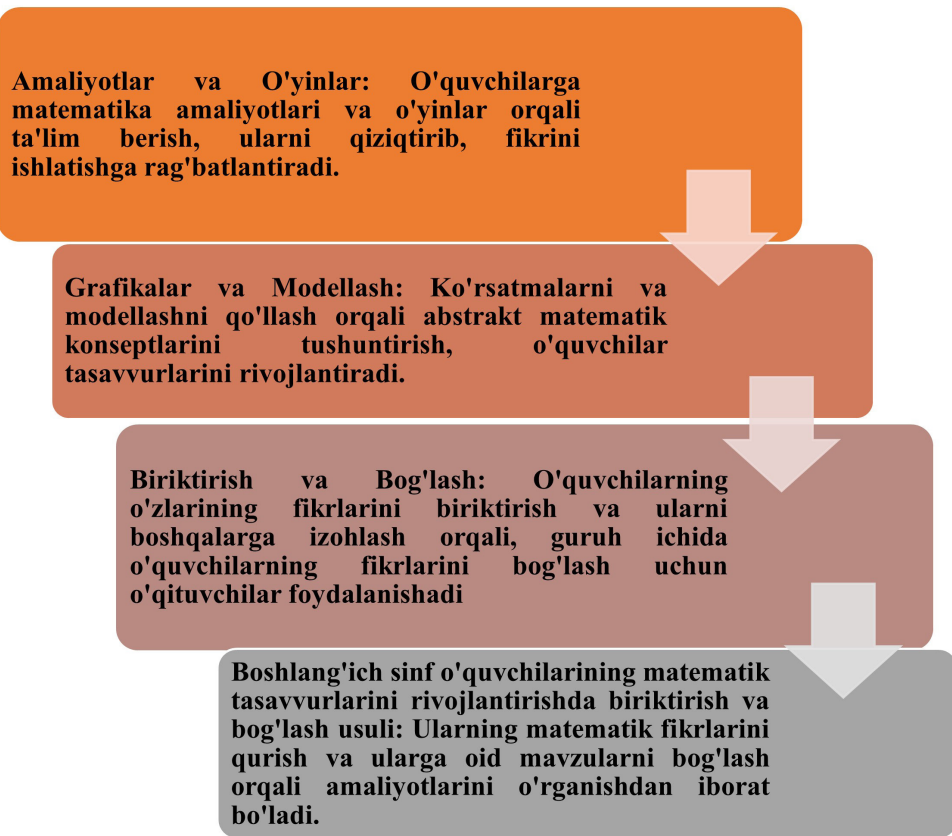 Amaliyotlar va O'yinlar: O'quvchilarga
matematika amaliyotlari va o'yinlar orqali
ta'lim berish, ularni qiziqtirib, fikrini
ishlatishga rag'batlantiradi.
Grafikalar va Modellash: Ko'rsatmalarni va
modellashni qo'llash orqali abstrakt matematik
konseptlarini tushuntirish, o'quvchilar
tasavvurlarini rivojlantiradi.
Biriktirish va Bog'lash: O'quvchilarning
o'zlarining fikrlarini biriktirish va ularni
boshqalarga izohlash orqali, guruh ichida
o'quvchilarning fikrlarini bog'lash uchun
o'qituvchilar foydalanishadi
Boshlang'ich sinf o'quvchilarining matematik
tasavvurlarini rivojlantirishda biriktirish va
bog'lash usuli: Ularning matematik fikrlarini
qurish va ularga oid mavzularni bog'lash
orqali amaliyotlarini o'rganishdan iborat
bo'ladi.